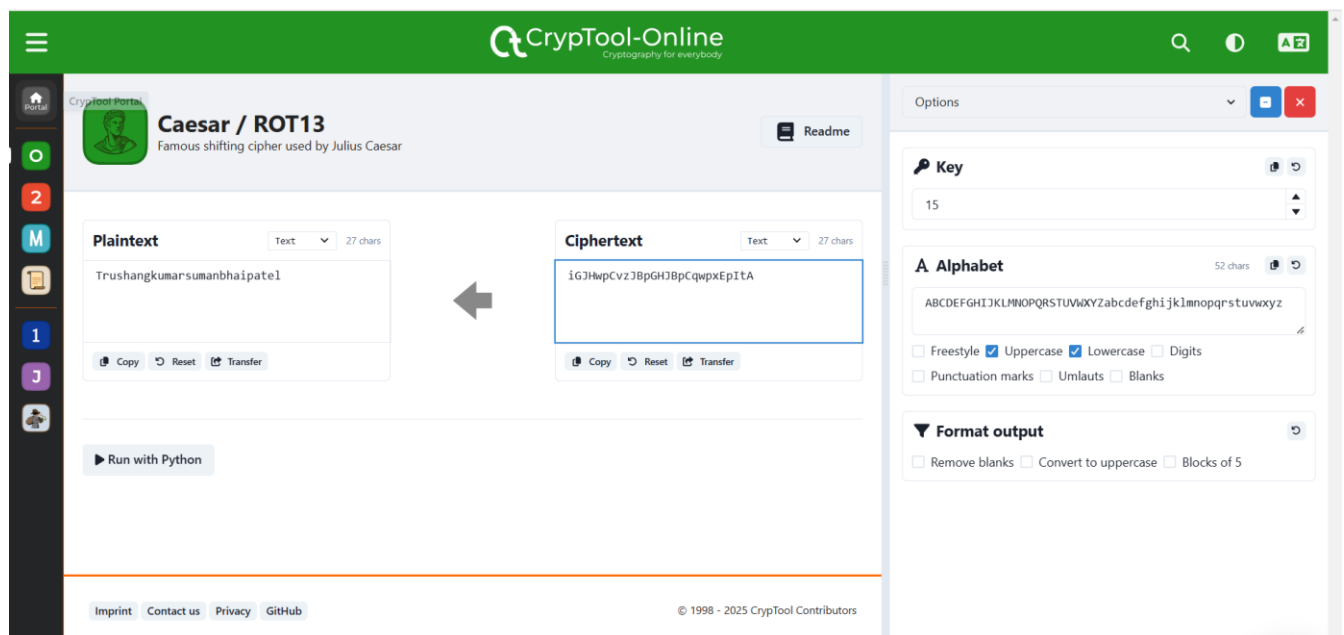 CrypTool-Online
Cryptography for everybody
Portal
CrypTool Portal
O
2
M
1
J
Caesar / ROT13
Famous shifting cipher used by Julius Caesar
Readme
Plaintext Text 27 chars
Trushangkumarsumanbhaipatel
Copy Reset Transfer
Ciphertext Text 27 chars
iGJHwpCvzJBpGHJBpCqwpxEpItA
Copy Reset Transfer
Run with Python
Imprint Contact us Privacy GitHub
© 1998 - 2025 CrypTool Contributors
Options
Key
15
A Alphabet 52 chars
ABCDEFGHIJKLMNOPQRSTUVWXYZabcdefghijklmnopqrstuvwxyz
Freestyle Uppercase Lowercase Digits
Punctuation marks Umlauts Blanks
Format output
Remove blanks Convert to uppercase Blocks of 5